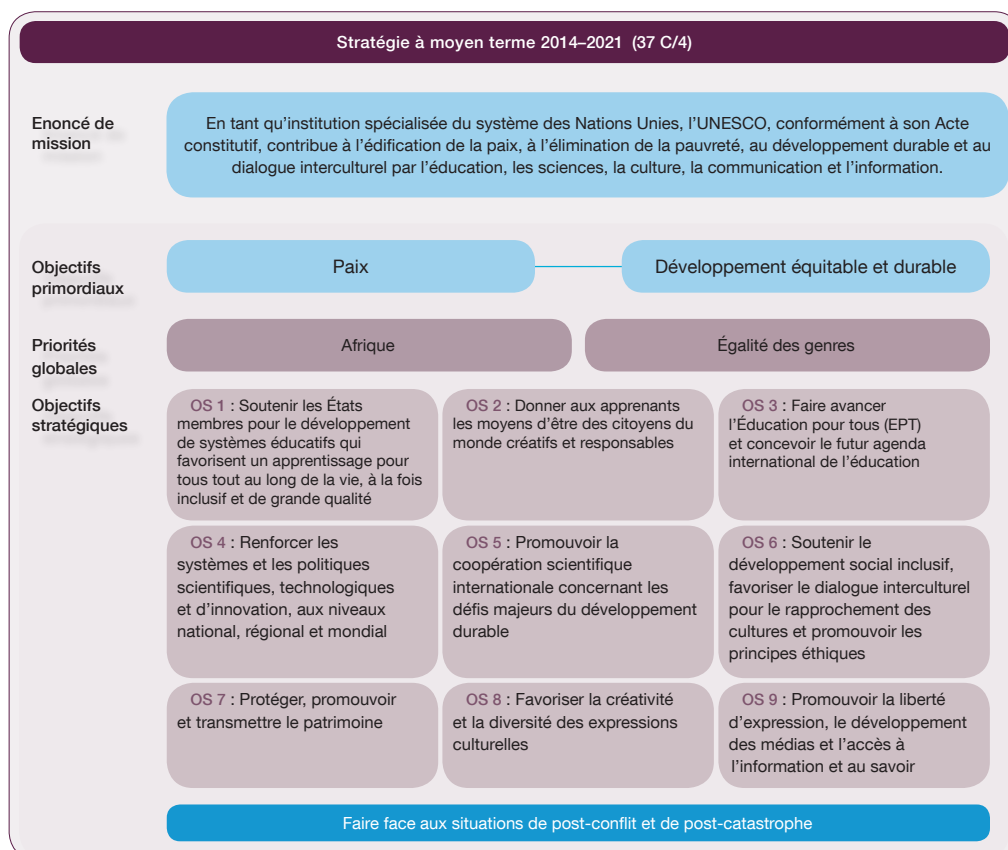 Stratégie à moyen terme 2014–2021 (37 C/4)
Enoncé de
mission
En tant qu’institution spécialisée du système des Nations Unies, l’UNESCO, conformément à son Acte
constitutif, contribue à l’édification de la paix, à l’élimination de la pauvreté, au développement durable et au
dialogue interculturel par l’éducation, les sciences, la culture, la communication et l’information.
Objectifs
primordiaux
Paix
Développement équitable et durable
Priorités
globales
Afrique
Égalité des genres
Objectifs
stratégiques
OS 1 : Soutenir les États
membres pour le développement
de systèmes éducatifs qui
favorisent un apprentissage pour
tous tout au long de la vie, à la fois
inclusif et de grande qualité
OS 2 : Donner aux apprenants
les moyens d’être des citoyens du
monde créatifs et responsables
OS 3 : Faire avancer
l’Éducation pour tous (EPT)
et concevoir le futur agenda
international de l’éducation
OS 4 : Renforcer les
systèmes et les politiques
scientifiques, technologiques
et d’innovation, aux niveaux
national, régional et mondial
OS 5 : Promouvoir la
coopération scientifique
internationale concernant les
défis majeurs du développement
durable
OS 6 : Soutenir le
développement social inclusif,
favoriser le dialogue interculturel
pour le rapprochement des
cultures et promouvoir les
principes éthiques
OS 7 : Protéger, promouvoir
et transmettre le patrimoine
OS 8 : Favoriser la créativité
et la diversité des expressions
culturelles
OS 9 : Promouvoir la liberté
d’expression, le développement
des médias et l’accès à
l’information et au savoir
Faire face aux situations de post-conflit et de post-catastrophe